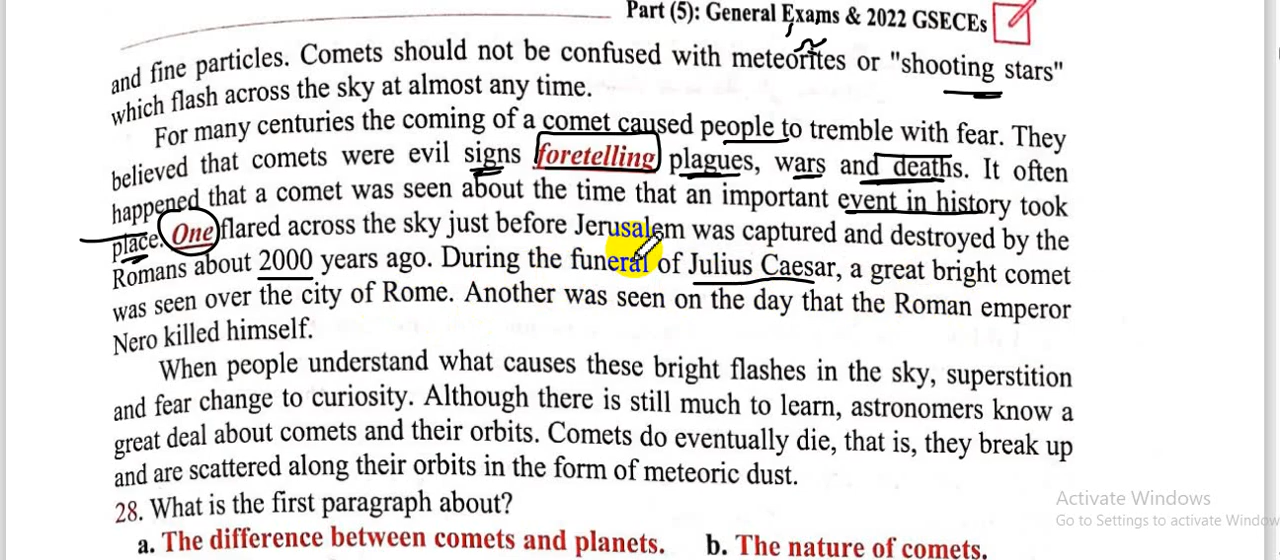 Part (5): General Exams & 2022 GSECEs
and fine particles. Comets should not be confused with meteorites or "shooting stars"
which flash across the sky at almost any time.
For many centuries the coming of a comet caused people to tremble with fear. They
believed that comets were evil signs foretelling plagues, wars and deaths. It often
happened that a comet was seen about the time that an important event in history took
place. One flared across the sky just before Jerusalem was captured and destroyed by the
Romans about 2000 years ago. During the funeral of Julius Caesar, a great bright comet
was seen over the city of Rome. Another was seen on the day that the Roman emperor
Nero killed himself.
When people understand what causes these bright flashes in the sky, superstition
and fear change to curiosity. Although there is still much to learn, astronomers know a
great deal about comets and their orbits. Comets do eventually die, that is, they break up
and are scattered along their orbits in the form of meteoric dust.
28. What is the first paragraph about?
a. The difference between comets and planets. b. The nature of comets.
Activate Windows
Go to Settings to activate Window